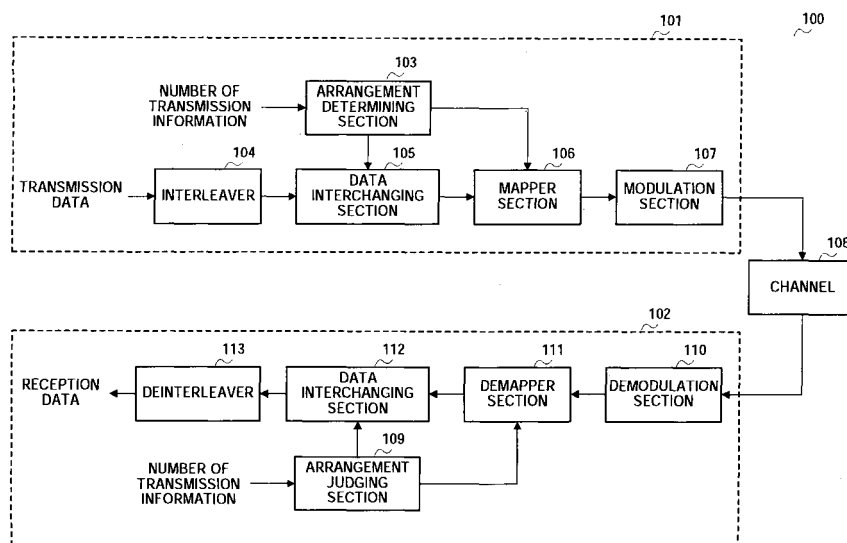 100
101
103
NUMBER OF
TRANSMISSION
INFORMATION
ARRANGEMENT
DETERMINING
SECTION
104
105
106
107
TRANSMISSION
DATA
INTERLEAVER
DATA
INTERCHANGING
SECTION
MAPPER
SECTION
MODULATION
SECTION
108
CHANNEL
102
113
112
111
110
RECEPTION
DATA
DEINTERLEAVER
DATA
INTERCHANGING
SECTION
DEMAPPER
SECTION
DEMODULATION
SECTION
109
NUMBER OF
TRANSMISSION
INFORMATION
ARRANGEMENT
JUDGING
SECTION